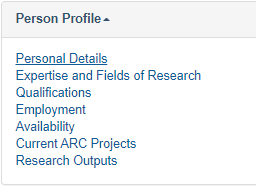 Person Profile
Personal Details
Expertise and Fields of Research
Qualifications
Employment
Availability
Current ARC Projects
Research Outputs